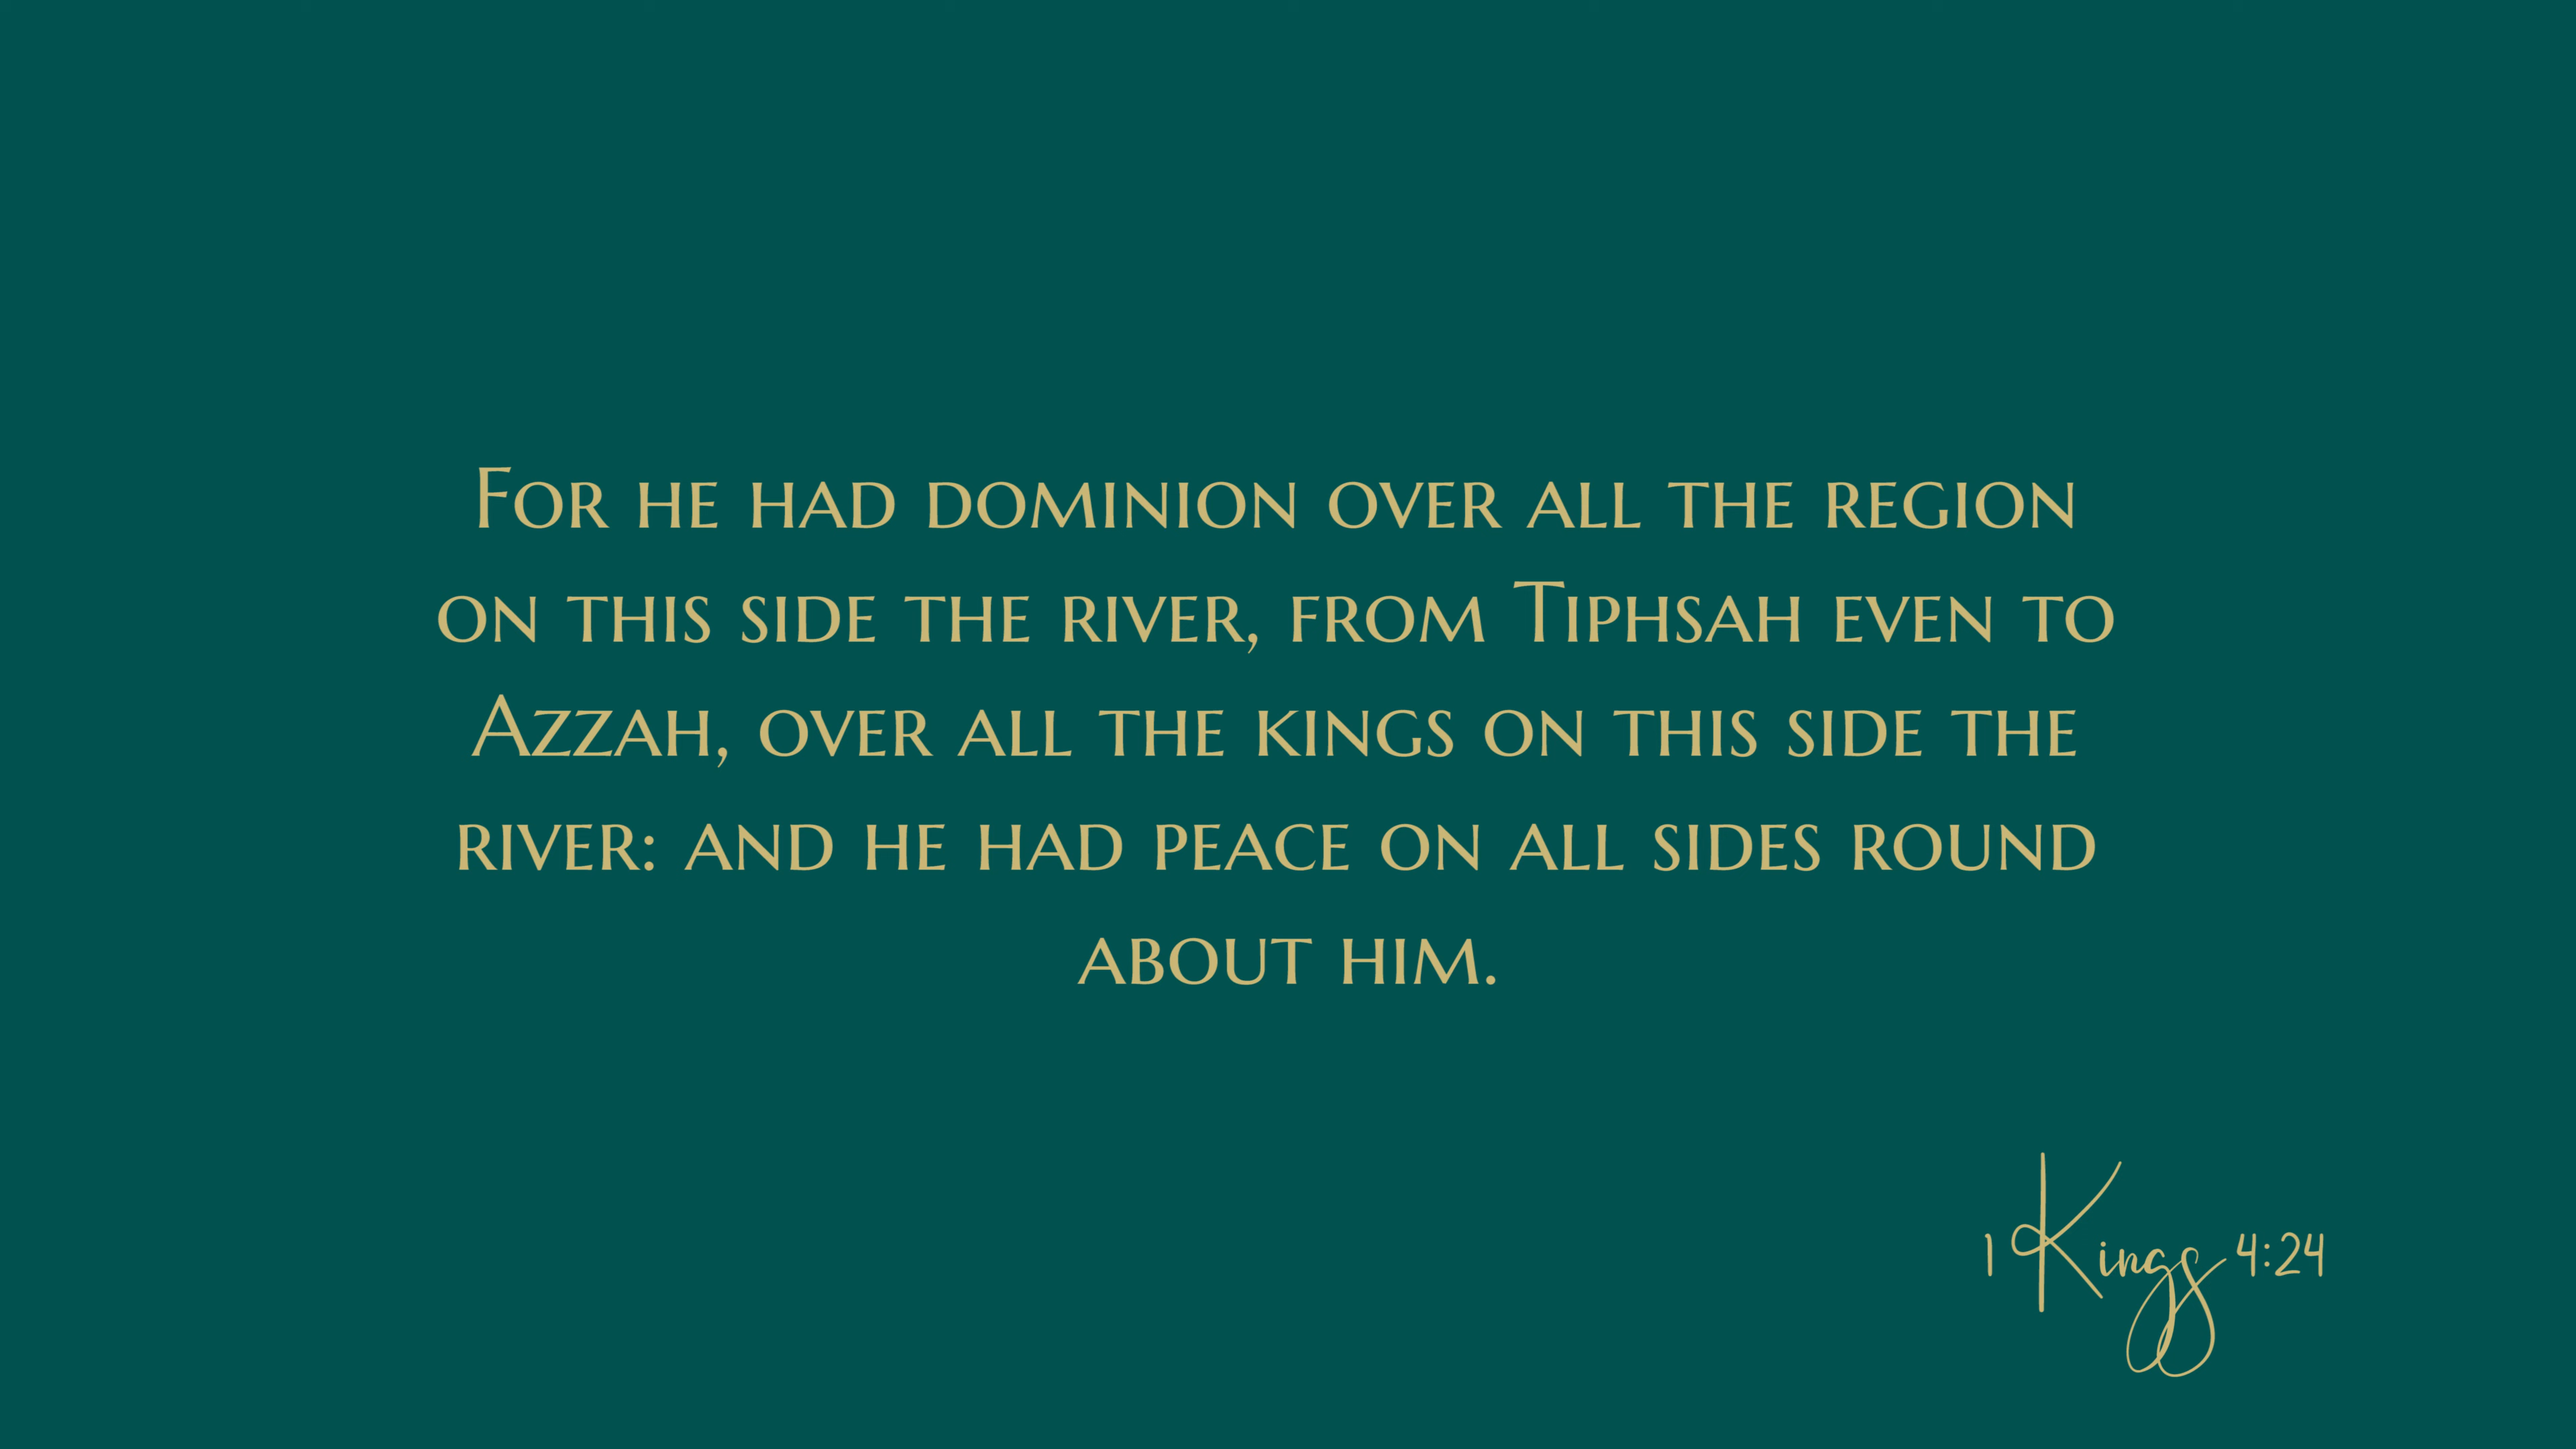 For he had dominion over all the region
on this side the river, from Tiphsah even to
Azzah, over all the kings on this side the
river: and he had peace on all sides round
about him.
1 Kings 4:24